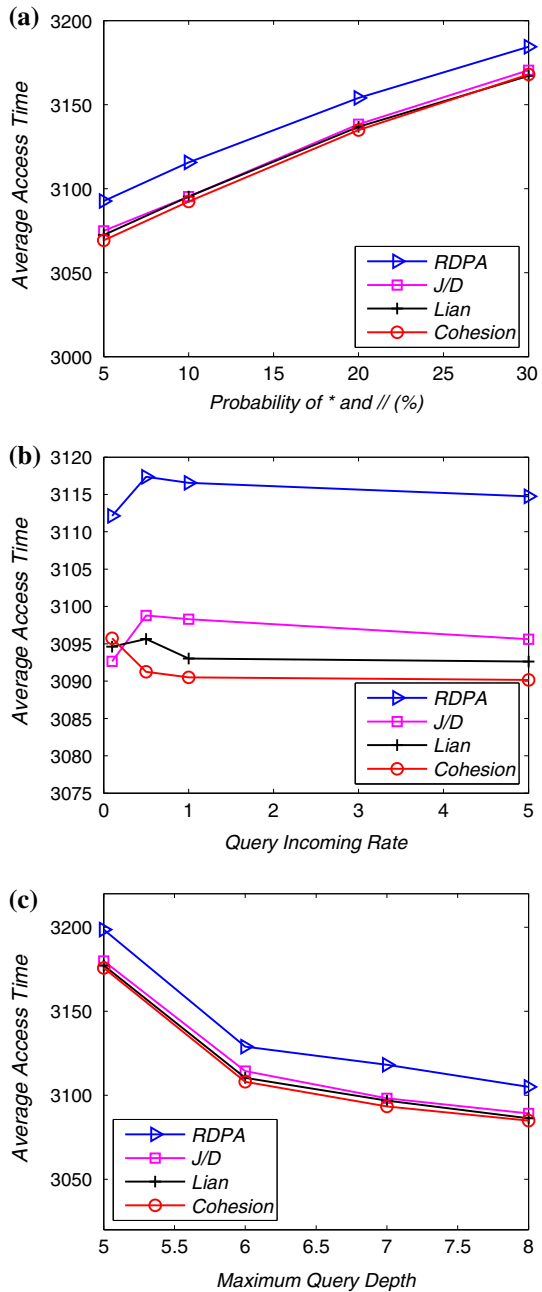 (a)
3200
3150
3100
3050
3000
Average Access Time
5
10
15
20
25
30
Probability of * and // (%)
RDPA
J/D
Lian
Cohesion
(b)
3120
3115
3110
3105
3100
3095
3090
3085
3080
3075
Average Access Time
0
1
2
3
4
5
Query Incoming Rate
RDPA
J/D
Lian
Cohesion
(c)
3200
3150
3100
3050
Average Access Time
5
5.5
6
6.5
7
7.5
8
Maximum Query Depth
RDPA
J/D
Lian
Cohesion